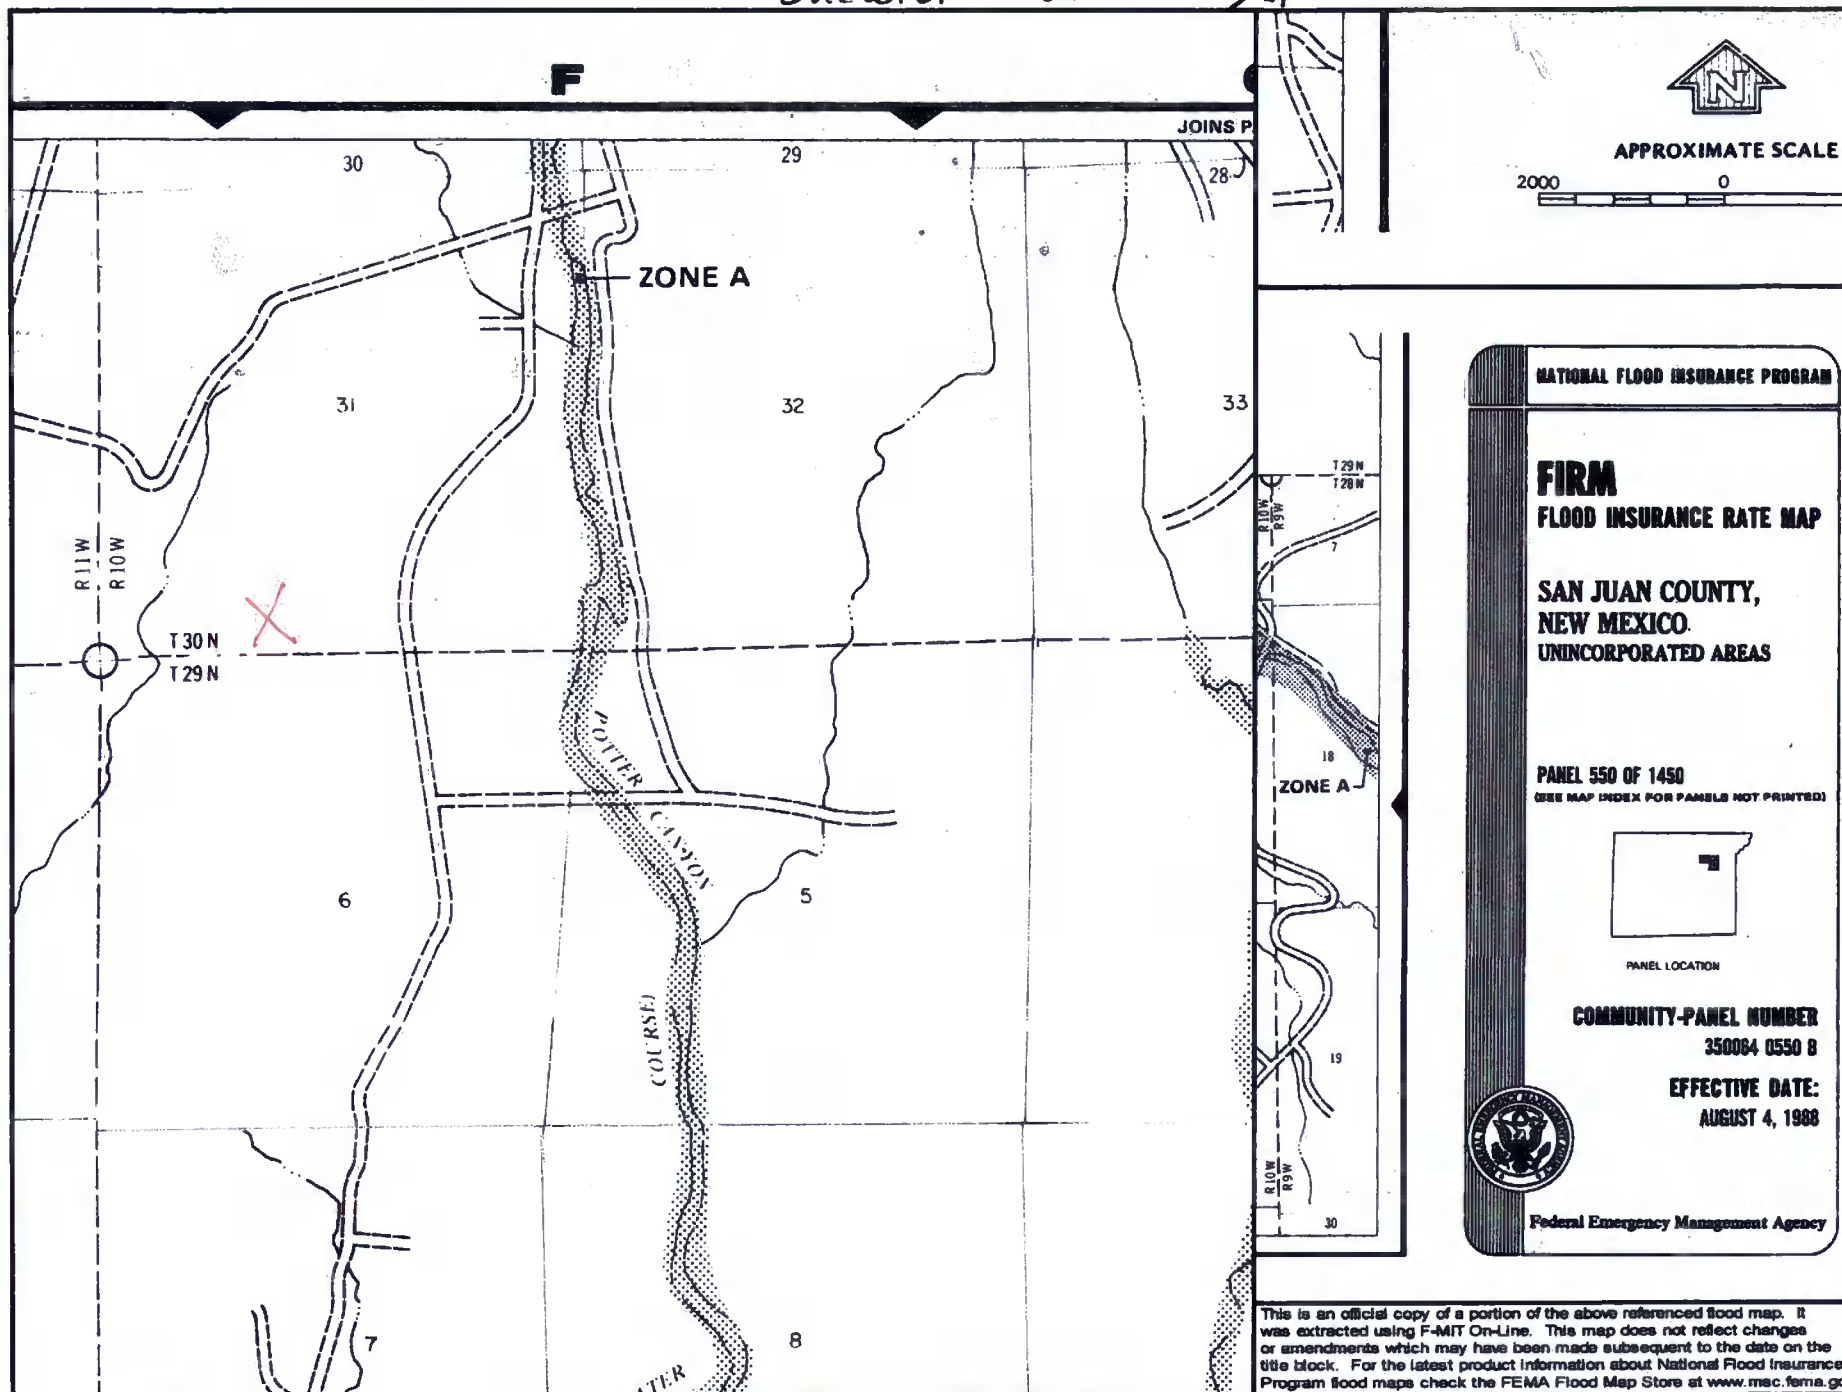 F
JOINS P
30
29
28
ZONE A
31
32
33
R11W
R10W
T30N
T29N
POTTER
CANYON
6
5
COURSE)
7
8
APPROXIMATE SCALE
2000 0
T29N
T28N
R10W
R9W
7
18
ZONE A
19
R10W
R9W
30
NATIONAL FLOOD INSURANCE PROGRAM
FIRM
FLOOD INSURANCE RATE MAP
SAN JUAN COUNTY,
NEW MEXICO
UNINCORPORATED AREAS
PANEL 550 OF 1450
(SEE MAP INDEX FOR PANELS NOT PRINTED)
PANEL LOCATION
COMMUNITY-PANEL NUMBER
350064 0550 B
EFFECTIVE DATE:
AUGUST 4, 1988
Federal Emergency Management Agency
This is an official copy of a portion of the above referenced flood map. It
was extracted using F-MIT On-Line. This map does not reflect changes
or amendments which may have been made subsequent to the date on the
title block. For the latest product information about National Flood Insurance
Program flood maps check the FEMA Flood Map Store at www.msc.fema.go
N